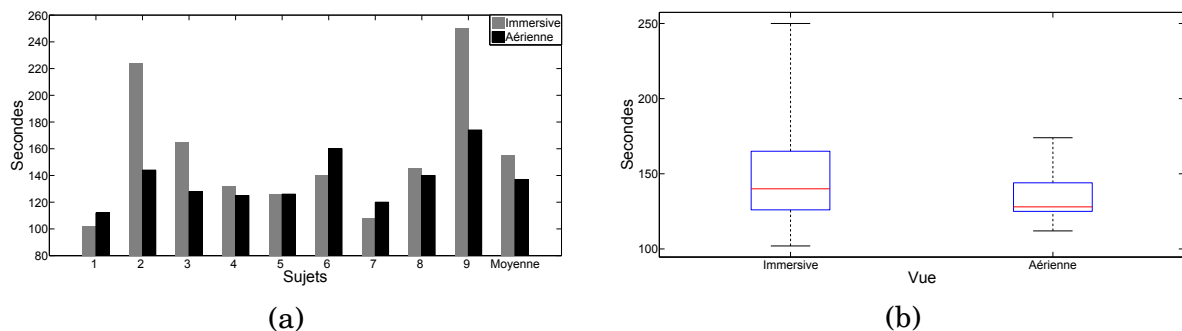 260
240
220
200
180
160
140
120
100
80
Secondes
Immersive
Aérienne
1 2 3 4 5 6 7 8 9 Moyenne
Sujets
(a)
250
200
150
100
Secondes
Immersive Aérienne
Vue
(b)